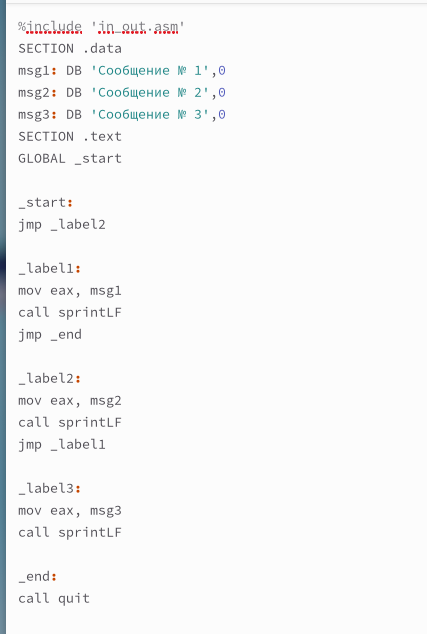 %include 'in_out.asm'
SECTION .data
msg1: DB 'Сообщение № 1',0
msg2: DB 'Сообщение № 2',0
msg3: DB 'Сообщение № 3',0
SECTION .text
GLOBAL _start
_start:
jmp _label2
_label1:
mov eax, msg1
call sprintLF
jmp _end
_label2:
mov eax, msg2
call sprintLF
jmp _label1
_label3:
mov eax, msg3
call sprintLF
_end:
call quit